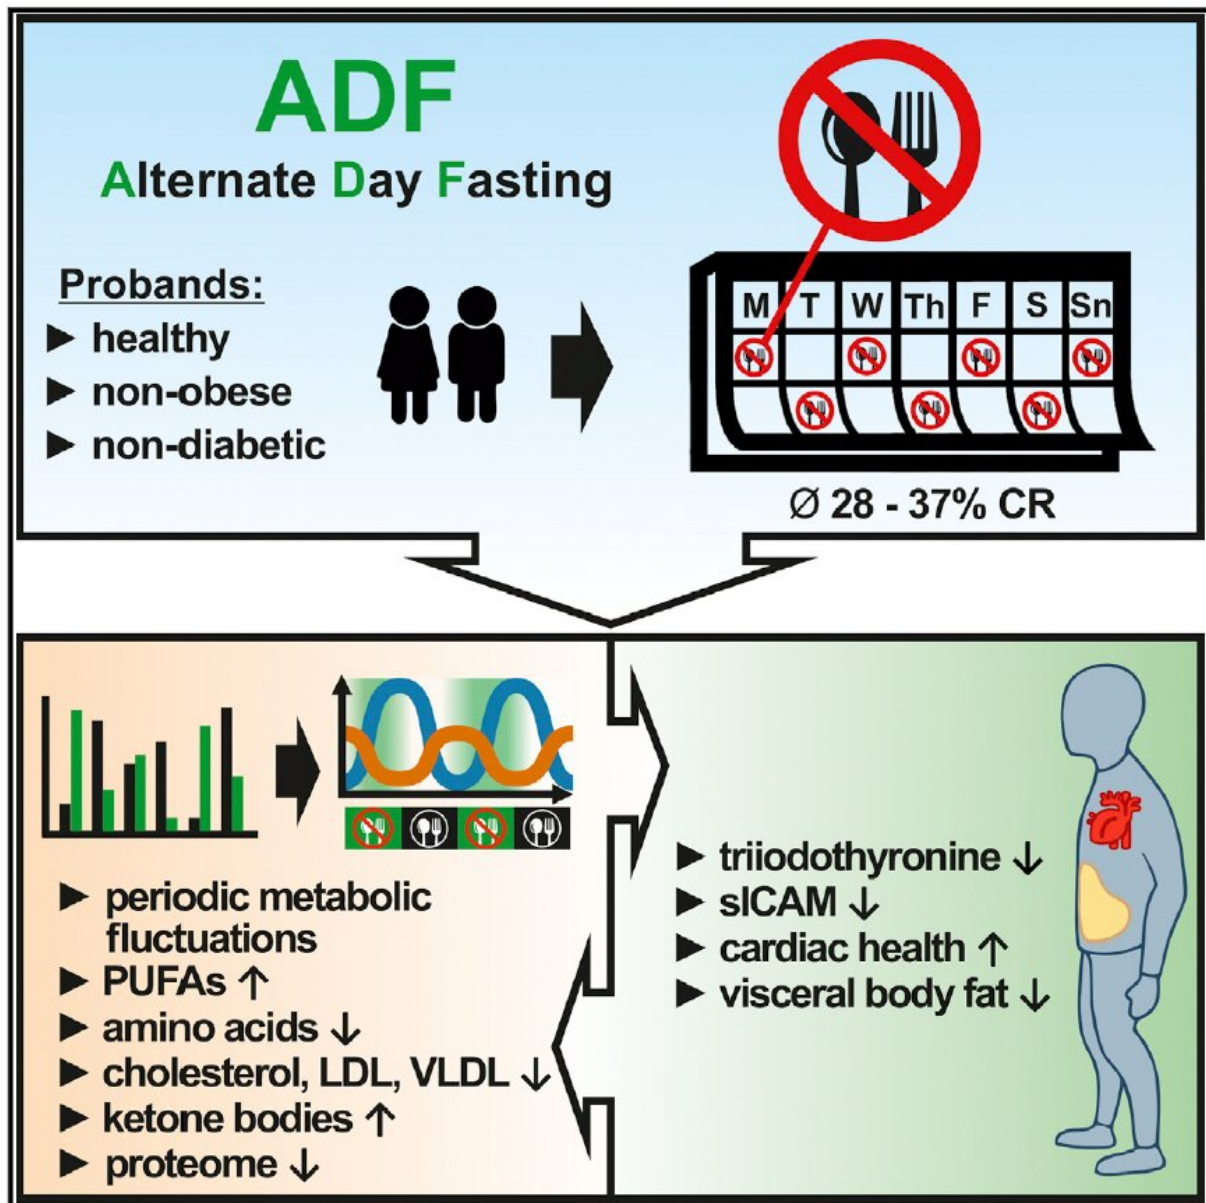 ADF
Alternate Day Fasting
Probands:
► healthy
► non-obese
► non-diabetic
M T W Th F S Sn
Ø 28 - 37% CR
► periodic metabolic
fluctuations
► PUFAs ↑
► amino acids ↓
► cholesterol, LDL, VLDL ↓
► ketone bodies ↑
► proteome ↓
► triiodothyronine ↓
► sICAM ↓
► cardiac health ↑
► visceral body fat ↓